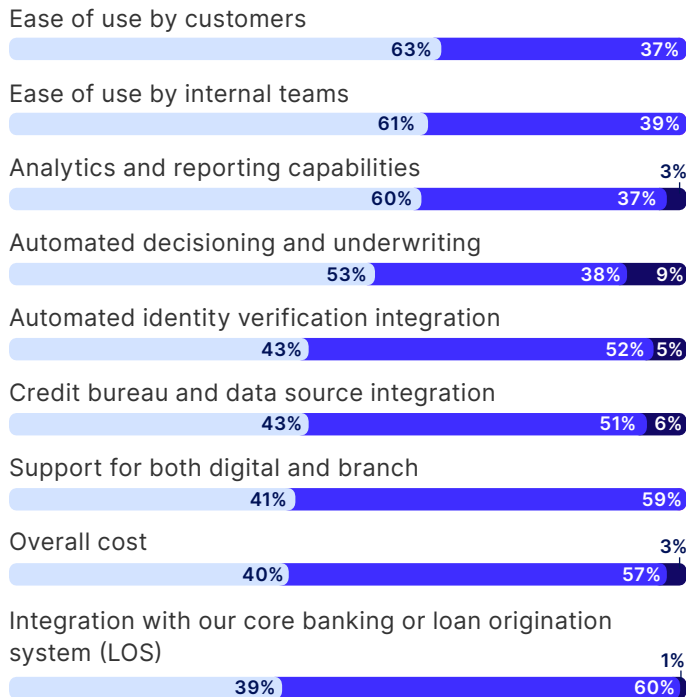 Ease of use by customers
63% 37%
Ease of use by internal teams
61% 39%
Analytics and reporting capabilities 3%
60% 37%
Automated decisioning and underwriting
53% 38% 9%
Automated identity verification integration
43% 52% 5%
Credit bureau and data source integration
43% 51% 6%
Support for both digital and branch
41% 59%
Overall cost 3%
40% 57%
Integration with our core banking or loan origination
system (LOS) 1%
39% 60%